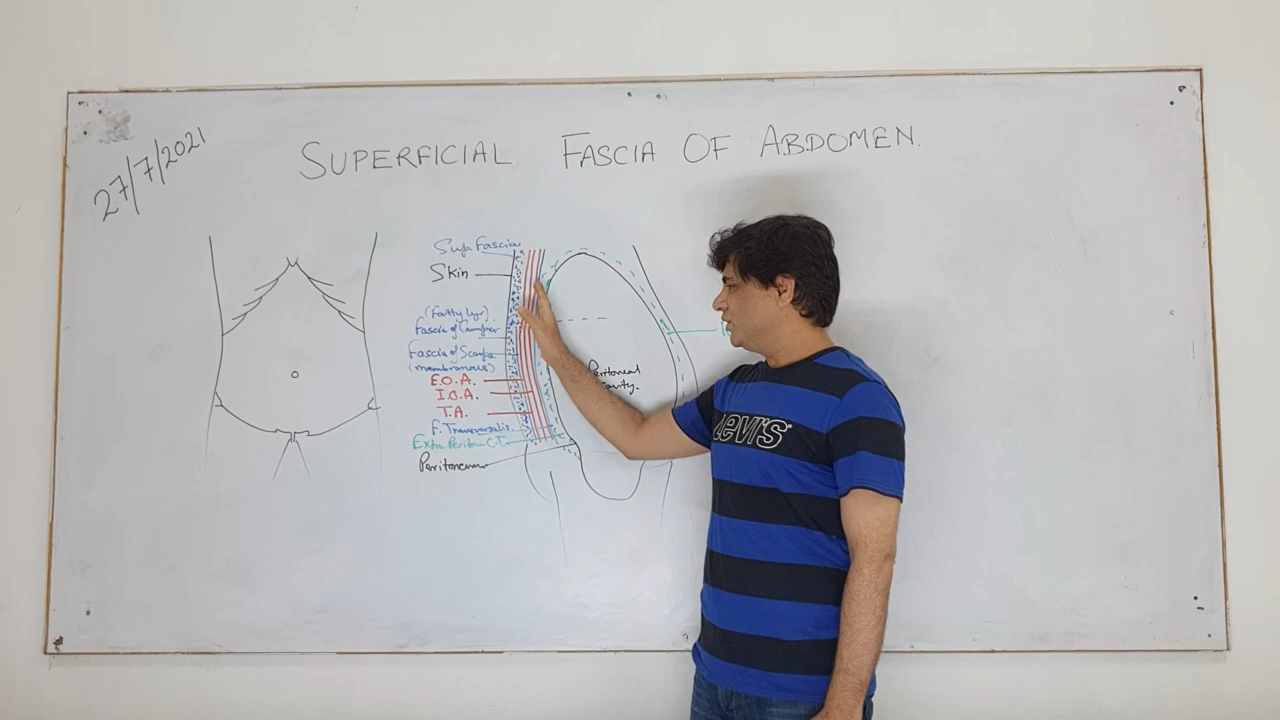 27/7/2021
SUPERFICIAL FASCIA OF ABDOMEN.
Sup. Fascia
Skin
(Fatty lyr).
Fascia of Camper
Fascia of Scarpa
(membranous)
E.O.A.
I.O.A.
T.A.
F. Transversalis.
Extra Periton C.T.
Peritoneum
Peritoneal
cavity.
LEVI'S